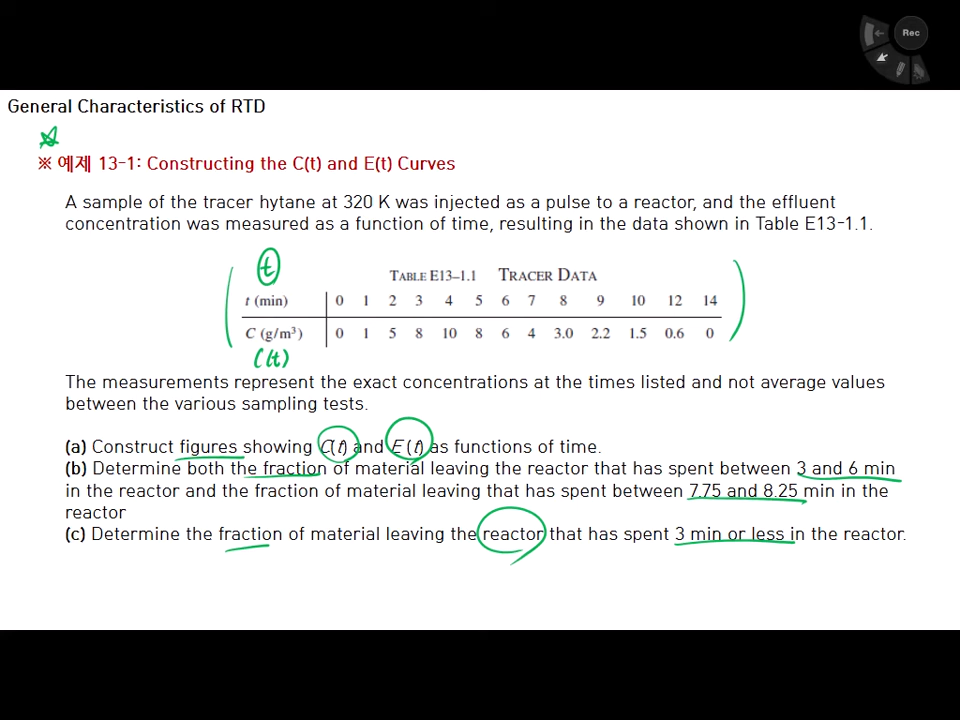 Rec
General Characteristics of RTD
※ 예제 13-1: Constructing the C(t) and E(t) Curves
A sample of the tracer hytane at 320 K was injected as a pulse to a reactor, and the effluent
concentration was measured as a function of time, resulting in the data shown in Table E13-1.1.
t
TABLE E13–1.1 TRACER DATA
t (min) 0 1 2 3 4 5 6 7 8 9 10 12 14
C (g/m³) 0 1 5 8 10 8 6 4 3.0 2.2 1.5 0.6 0
(t)
The measurements represent the exact concentrations at the times listed and not average values
between the various sampling tests.
(a) Construct figures showing C(t) and E(t) as functions of time.
(b) Determine both the fraction of material leaving the reactor that has spent between 3 and 6 min
in the reactor and the fraction of material leaving that has spent between 7.75 and 8.25 min in the
reactor
(c) Determine the fraction of material leaving the reactor that has spent 3 min or less in the reactor.